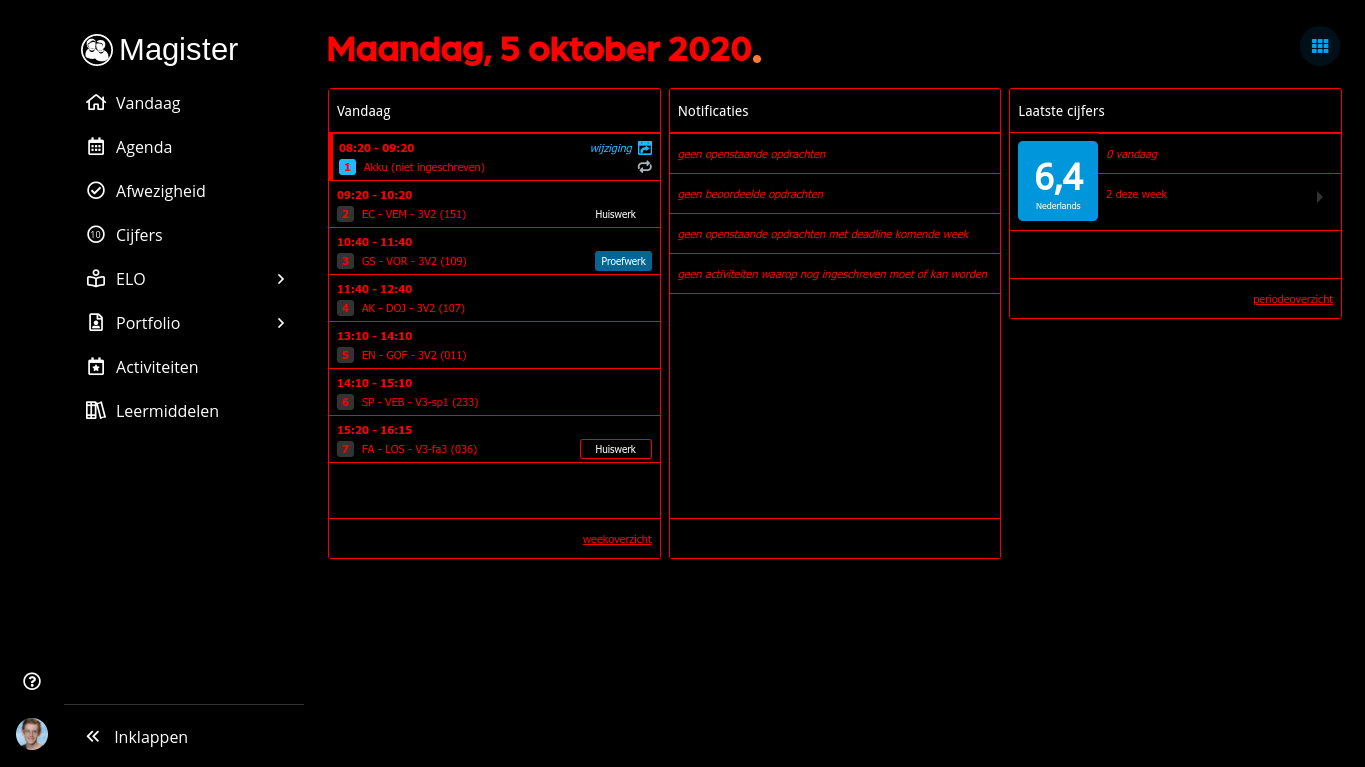 Magister
Vandaag
Agenda
Afwezigheid
10
Cijfers
ELO
Portfolio
Activiteiten
Leermiddelen
Inklappen
Maandag, 5 oktober 2020.
Vandaag
08:20 - 09:20 wijziging
1 Akku (niet ingeschreven)
09:20 - 10:20
2 EC - VEM - 3V2 (151) Huiswerk
10:40 - 11:40
3 GS - VOR - 3V2 (109) Proefwerk
11:40 - 12:40
4 AK - DOJ - 3V2 (107)
13:10 - 14:10
5 EN - GOF - 3V2 (011)
14:10 - 15:10
6 SP - VEB - V3-sp1 (233)
15:20 - 16:15
7 FA - LOS - V3-fa3 (036) Huiswerk
weekoverzicht
Notificaties
geen openstaande opdrachten
geen beoordeelde opdrachten
geen openstaande opdrachten met deadline komende week
geen activiteiten waarop nog ingeschreven moet of kan worden
Laatste cijfers
6,4
Nederlands
0 vandaag
2 deze week
periodeoverzicht